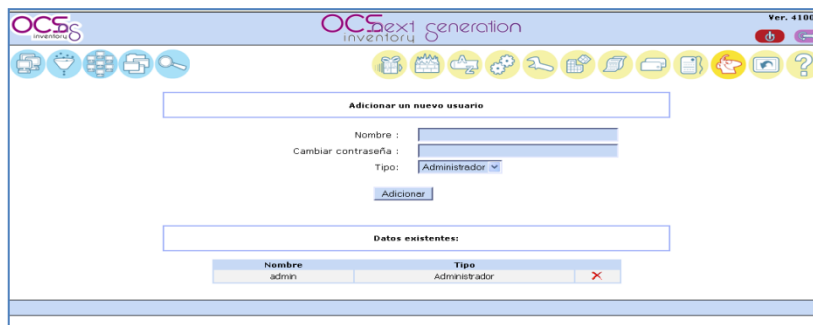 OCS
inventory
ng
OCS next generation
inventory
Ver. 4100
Adicionar un nuevo usuario
Nombre :
Cambiar contraseña :
Tipo: Administrador
Adicionar
Datos existentes:
Nombre Tipo
admin Administrador